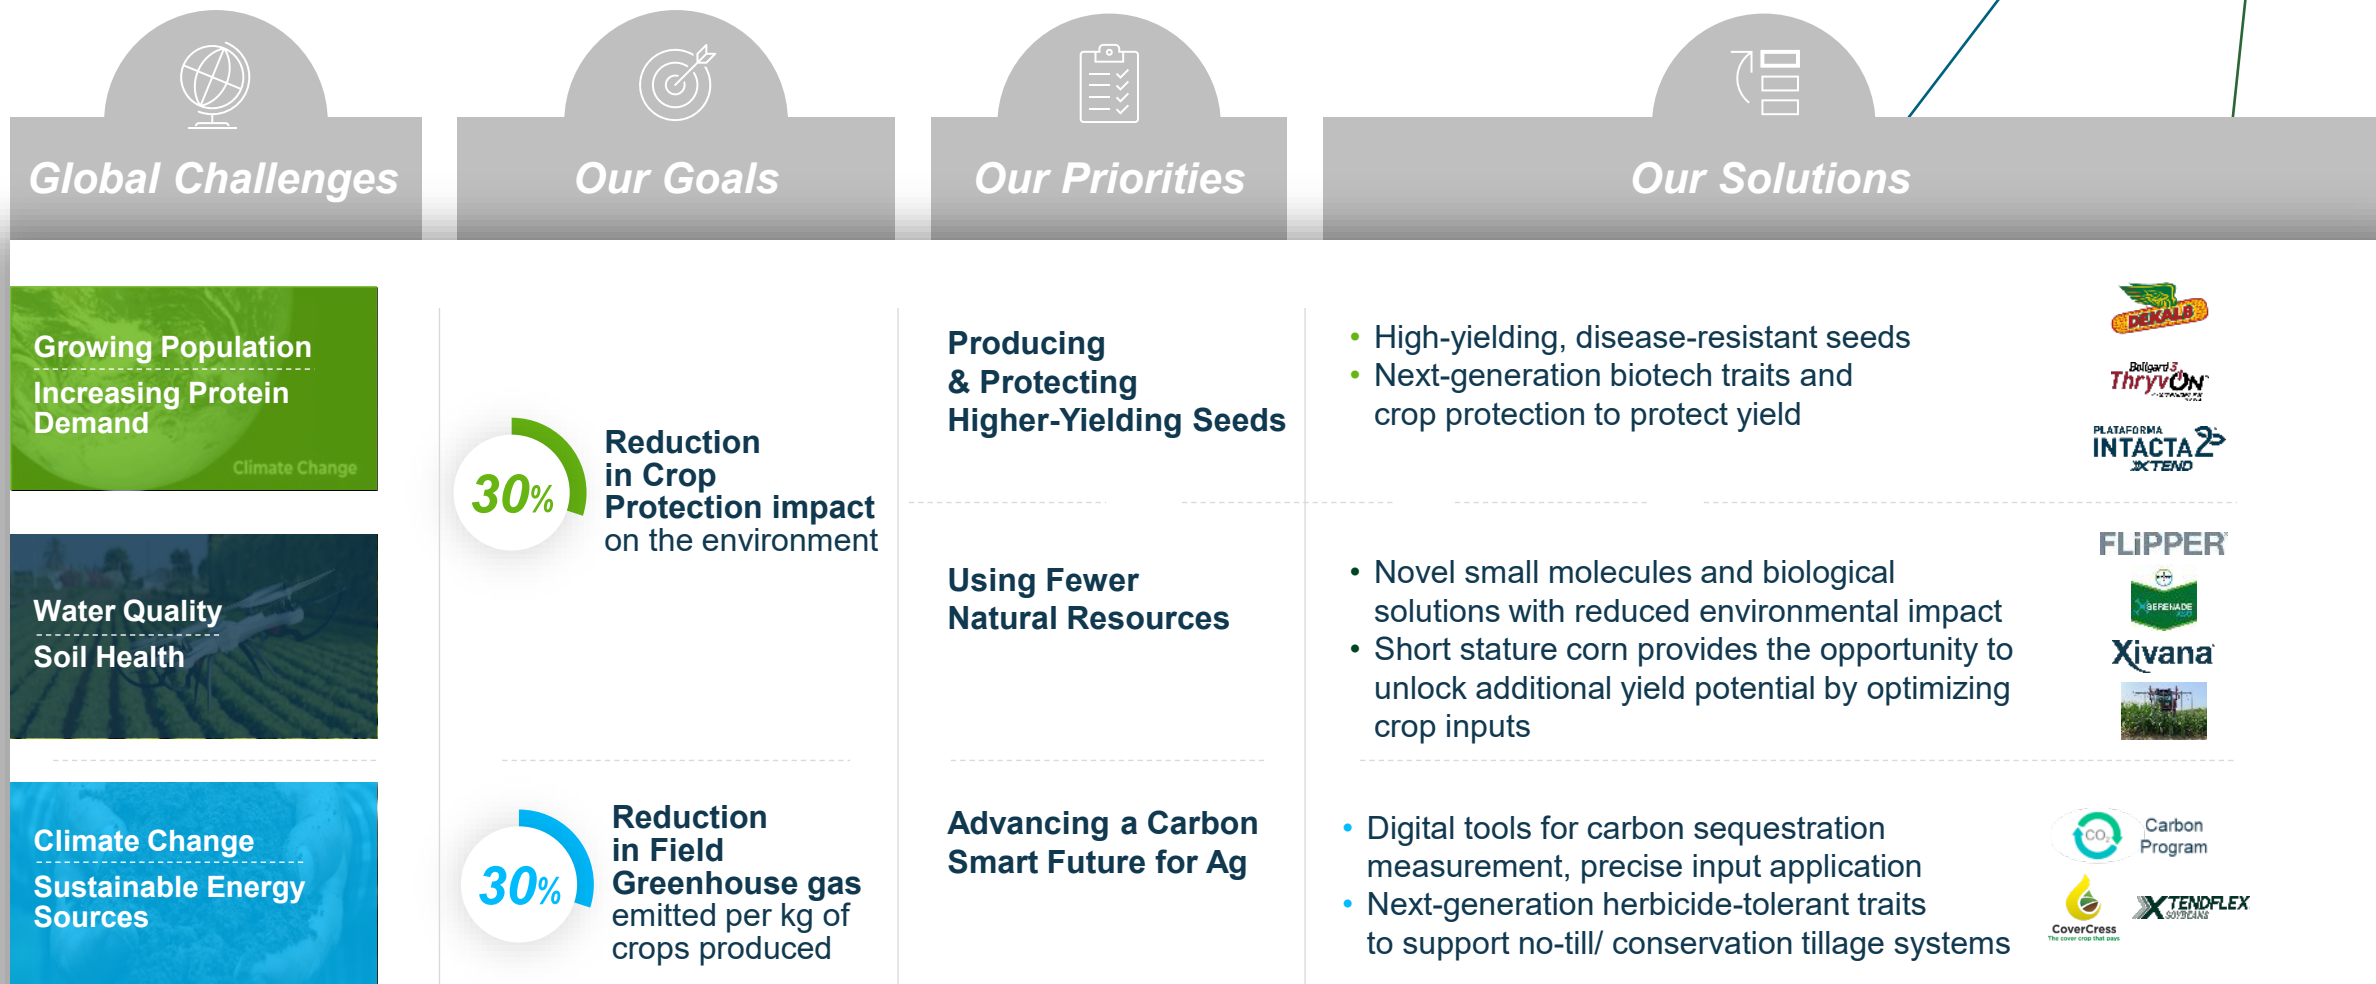 Global Challenges
Our Goals
Our Priorities
Our Solutions
Growing Population
Increasing Protein
Demand
Climate Change
30%
Reduction
in Crop
Protection impact
on the environment
Producing
& Protecting
Higher-Yielding Seeds
• High-yielding, disease-resistant seeds
• Next-generation biotech traits and
crop protection to protect yield
DEKALB
Bollgard 3
ThryvOn
PLATAFORMA
INTACTA 2
XTEND
Water Quality
Soil Health
Using Fewer
Natural Resources
• Novel small molecules and biological
solutions with reduced environmental impact
• Short stature corn provides the opportunity to
unlock additional yield potential by optimizing
crop inputs
FLiPPER
SERENADE
Xivana
Climate Change
Sustainable Energy
Sources
30%
Reduction
in Field
Greenhouse gas
emitted per kg of
crops produced
Advancing a Carbon
Smart Future for Ag
• Digital tools for carbon sequestration
measurement, precise input application
• Next-generation herbicide-tolerant traits
to support no-till/ conservation tillage systems
CO2
Carbon
Program
CoverCress
The cover crop that pays
XTENDFLEX
SOYBEANS